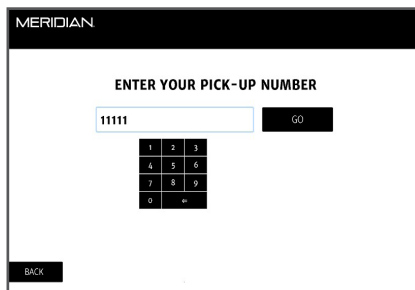 MERIDIAN.
ENTER YOUR PICK-UP NUMBER
11111
GO
1 2 3
4 5 6
7 8 9
0 ⇐
BACK